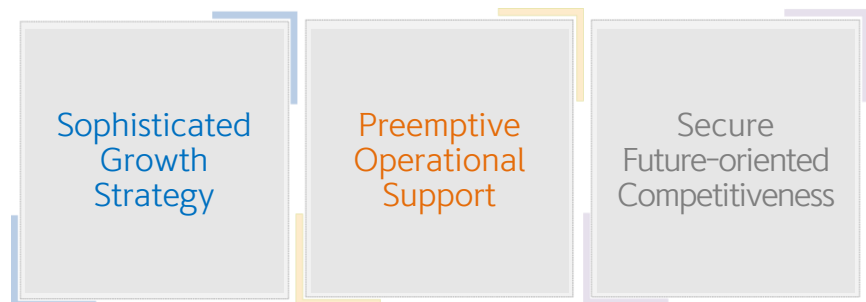 Sophisticated
Growth
Strategy
Preemptive
Operational
Support
Secure
Future-oriented
Competitiveness